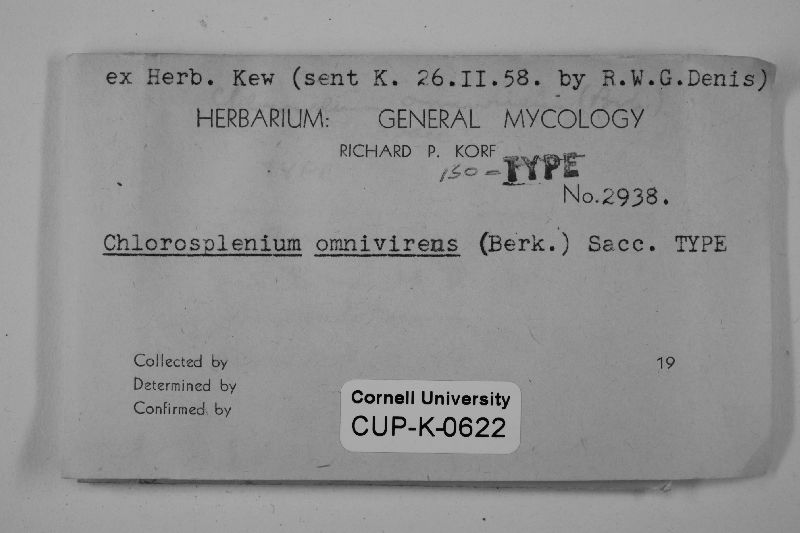 ex Herb. Kew (sent K. 26.II.58. by R.W.G.Denis)
HERBARIUM: GENERAL MYCOLOGY
RICHARD P. KORF
iso-TYPE
No.2938.
Chlorosplenium omnivirens (Berk.) Sacc. TYPE
Collected by 19
Determined by
Confirmed by
Cornell University
CUP-K-0622